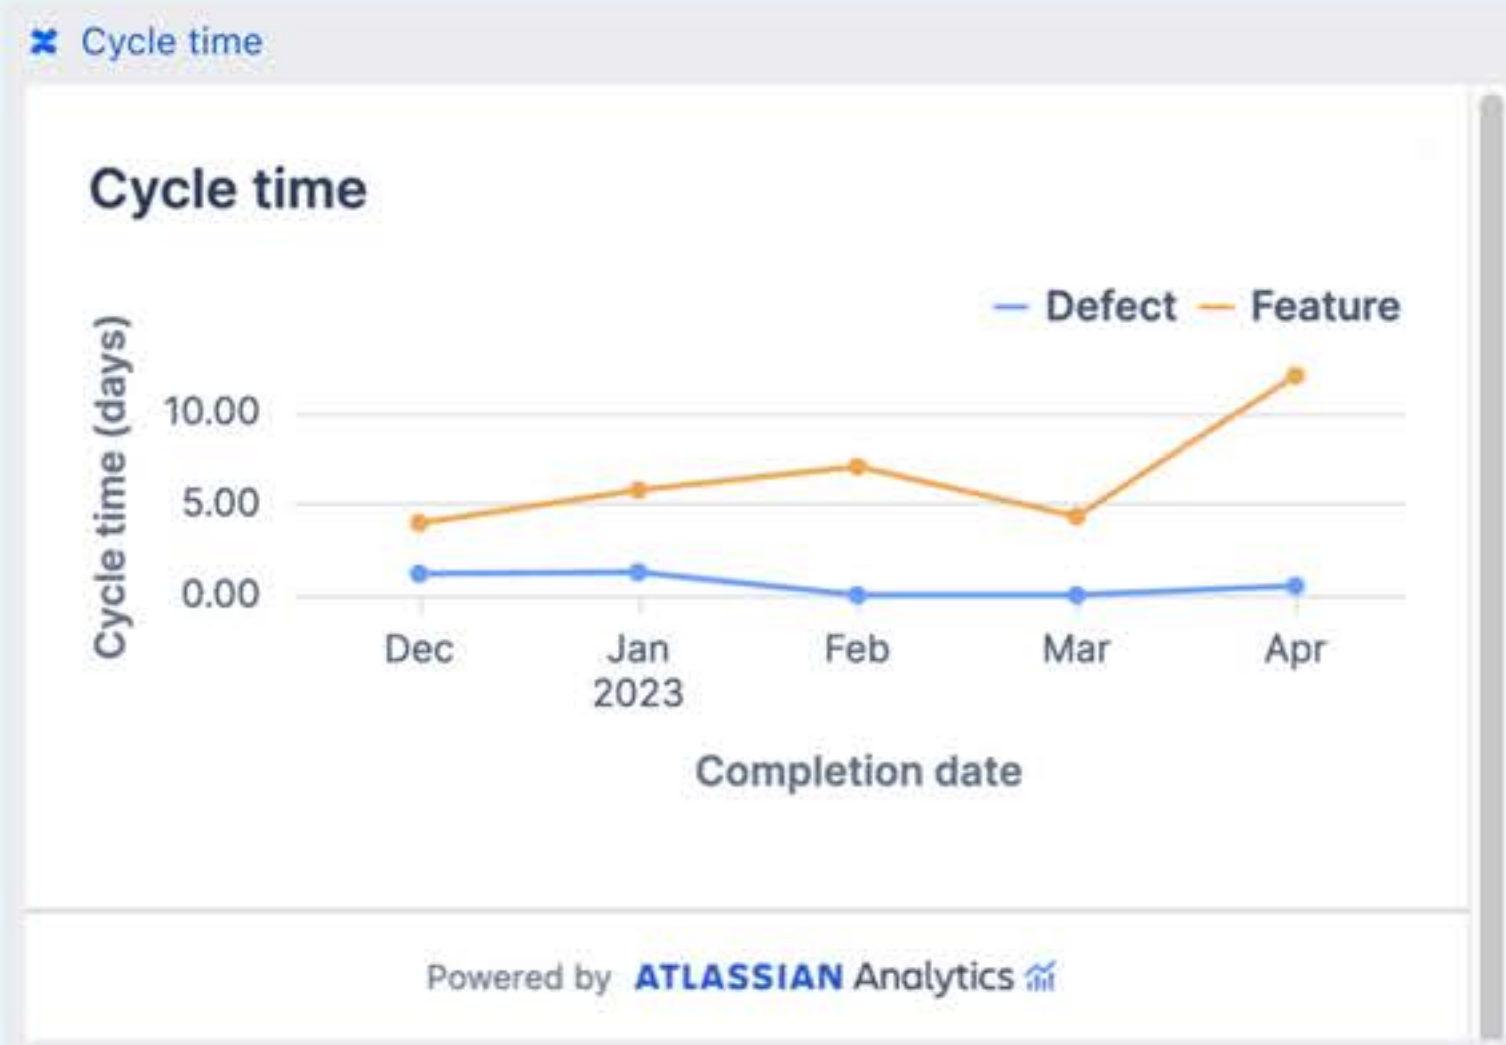 Cycle time
Cycle time
Defect Feature
Cycle time (days)
10.00
5.00
0.00
Dec Jan Feb Mar Apr
2023
Completion date
Powered by ATLASSIAN Analytics